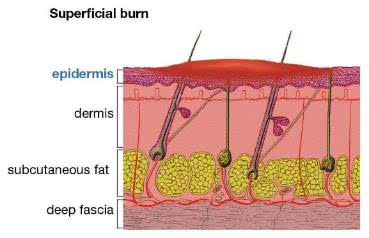 Superficial burn
epidermis
dermis
subcutaneous fat
deep fascia